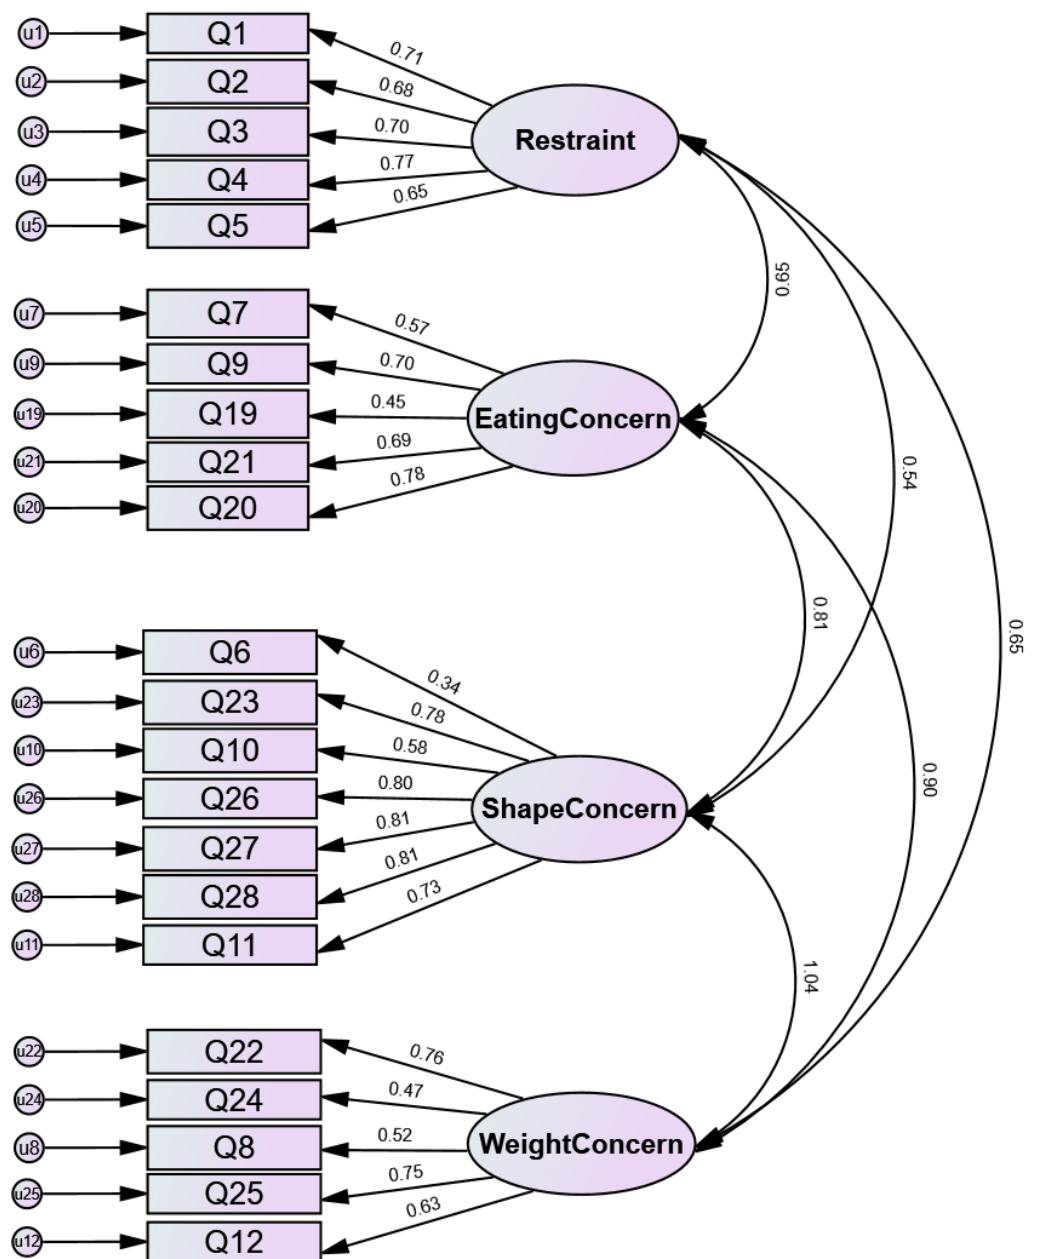 u1
Q1
0.71
u2
Q2
0.68
u3
Q3
0.70
Restraint
u4
Q4
0.77
u5
Q5
0.65
0.65
u7
Q7
0.57
u9
Q9
0.70
u19
Q19
0.45
EatingConcern
u21
Q21
0.69
u20
Q20
0.78
0.54
0.81
0.65
u6
Q6
0.34
u23
Q23
0.78
u10
Q10
0.58
u26
Q26
0.80
ShapeConcern
0.90
u27
Q27
0.81
u28
Q28
0.81
u11
Q11
0.73
1.04
u22
Q22
0.76
u24
Q24
0.47
u8
Q8
0.52
WeightConcern
u25
Q25
0.75
u12
Q12
0.63